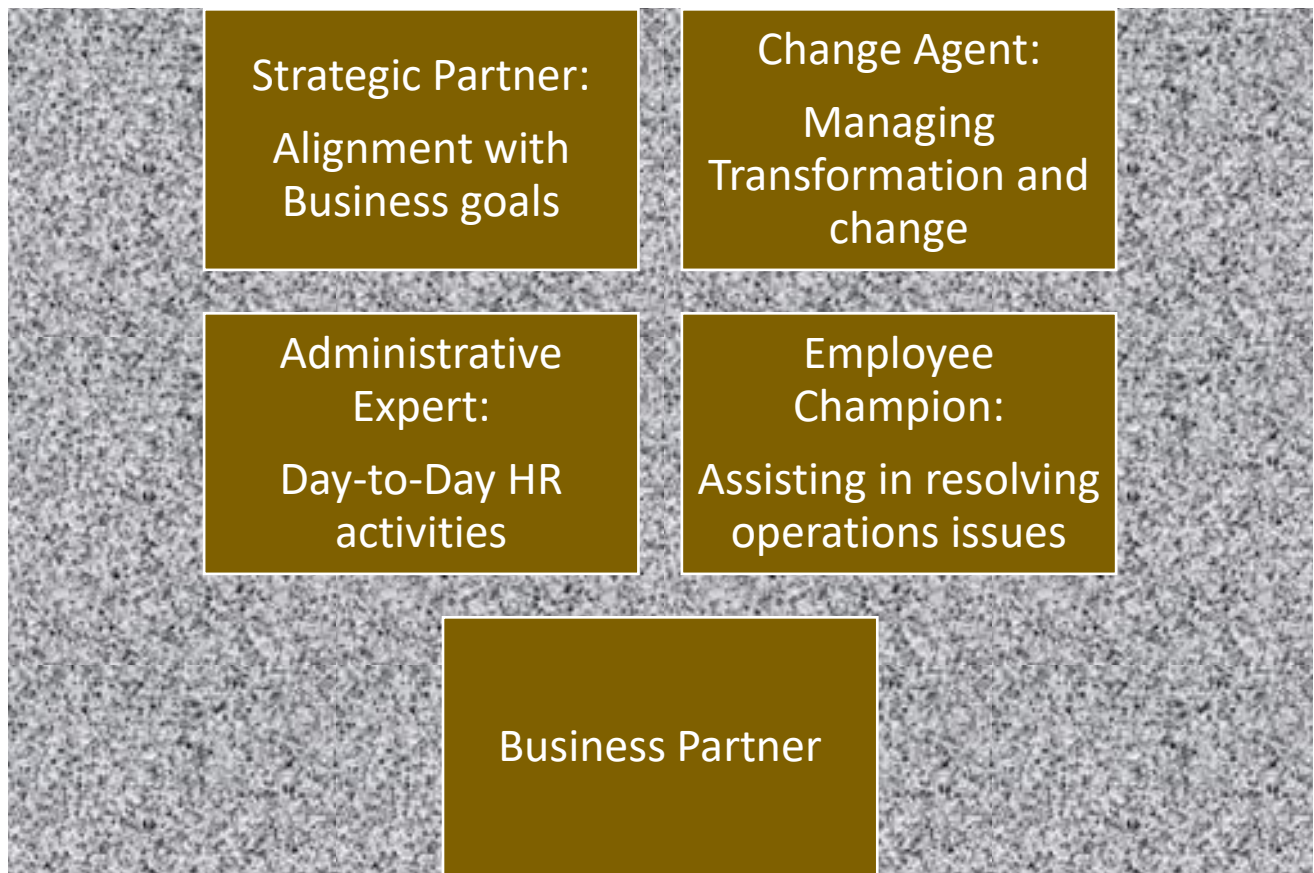 Strategic Partner:
Alignment with
Business goals
Change Agent:
Managing
Transformation and
change
Administrative
Expert:
Day-to-Day HR
activities
Employee
Champion:
Assisting in resolving
operations issues
Business Partner